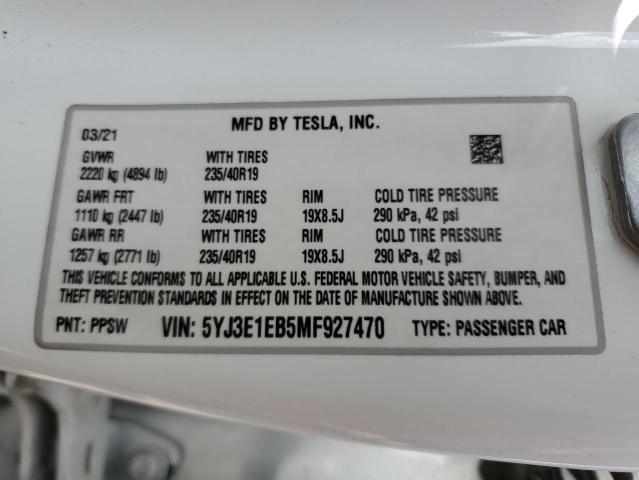 03/21 MFD BY TESLA, INC.
GVWR WITH TIRES
2220 kg (4894 lb) 235/40R19
GAWR FRT WITH TIRES RIM COLD TIRE PRESSURE
1110 kg (2447 lb) 235/40R19 19X8.5J 290 kPa, 42 psi
GAWR RR WITH TIRES RIM COLD TIRE PRESSURE
1257 kg (2771 lb) 235/40R19 19X8.5J 290 kPa, 42 psi
THIS VEHICLE CONFORMS TO ALL APPLICABLE U.S. FEDERAL MOTOR VEHICLE SAFETY, BUMPER, AND
THEFT PREVENTION STANDARDS IN EFFECT ON THE DATE OF MANUFACTURE SHOWN ABOVE.
PNT: PPSW VIN: 5YJ3E1EB5MF927470 TYPE: PASSENGER CAR